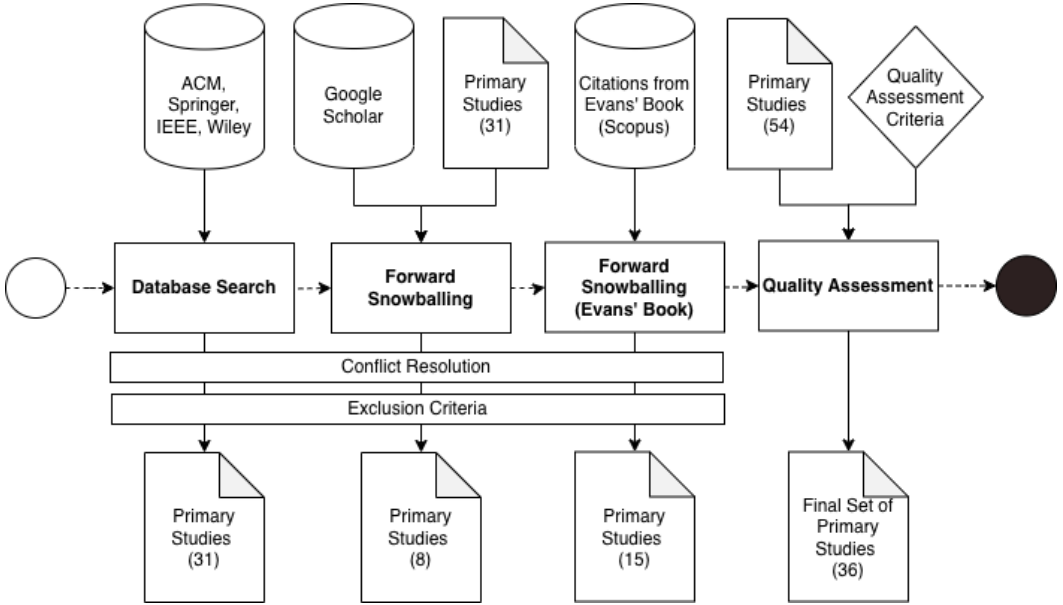 ACM,
Springer,
IEEE, Wiley
Google
Scholar
Primary
Studies
(31)
Citations from
Evans' Book
(Scopus)
Primary
Studies
(54)
Quality
Assessment
Criteria
Database Search
Forward
Snowballing
Forward
Snowballing
(Evans' Book)
Quality Assessment
Conflict Resolution
Exclusion Criteria
Primary
Studies
(31)
Primary
Studies
(8)
Primary
Studies
(15)
Final Set of
Primary
Studies
(36)